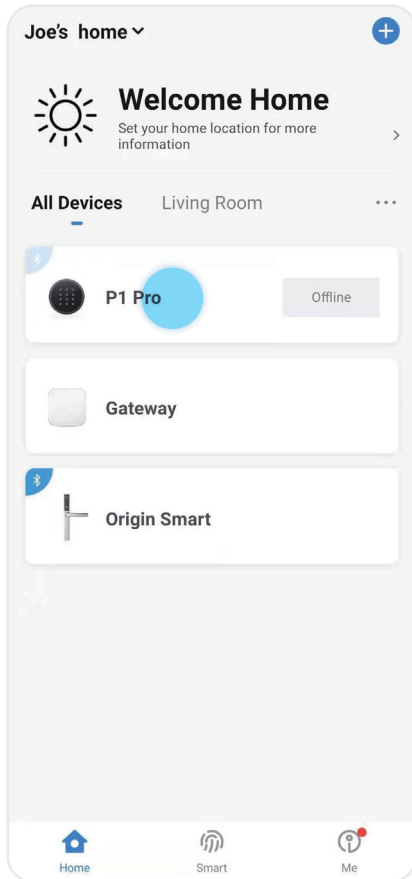 Joe's home
Welcome Home
Set your home location for more
information
All Devices Living Room
P1 Pro Offline
Gateway
Origin Smart
Home Smart Me